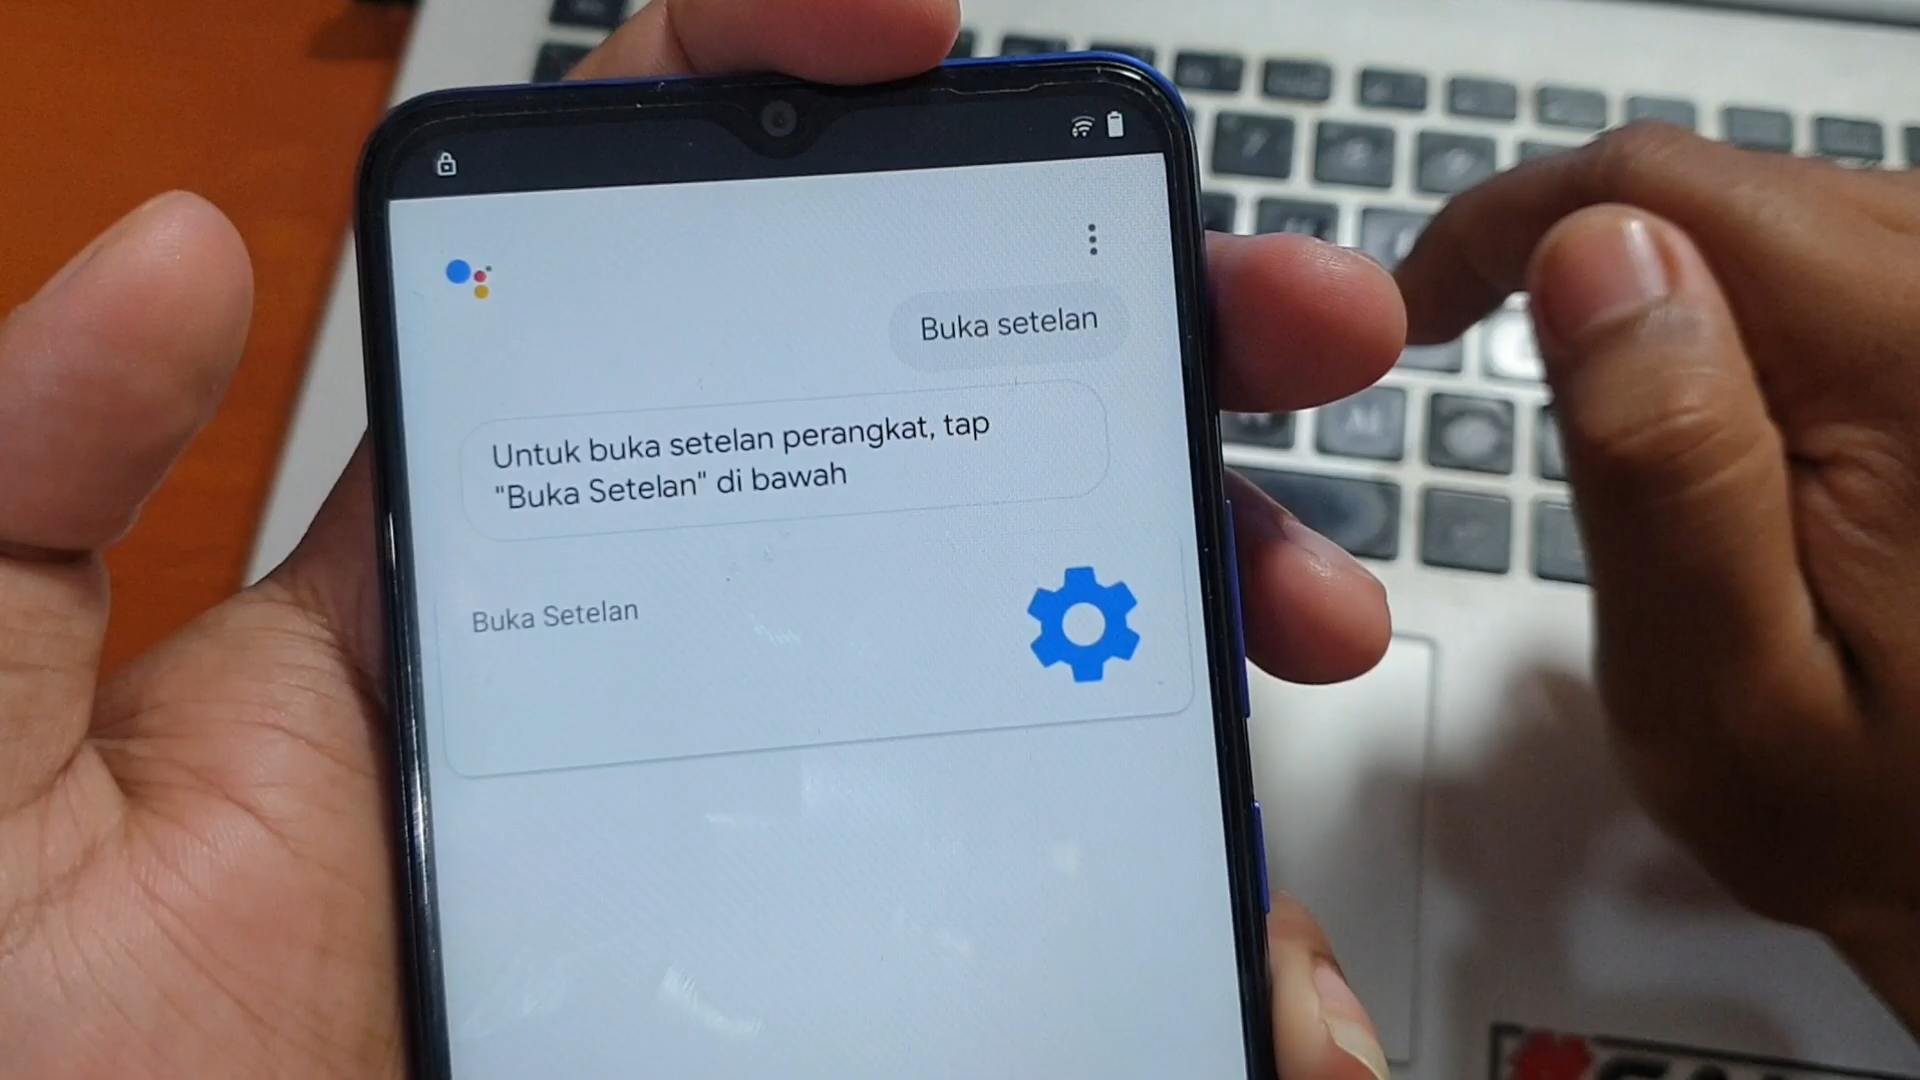 Buka setelan
Untuk buka setelan perangkat, tap
"Buka Setelan" di bawah
Buka Setelan